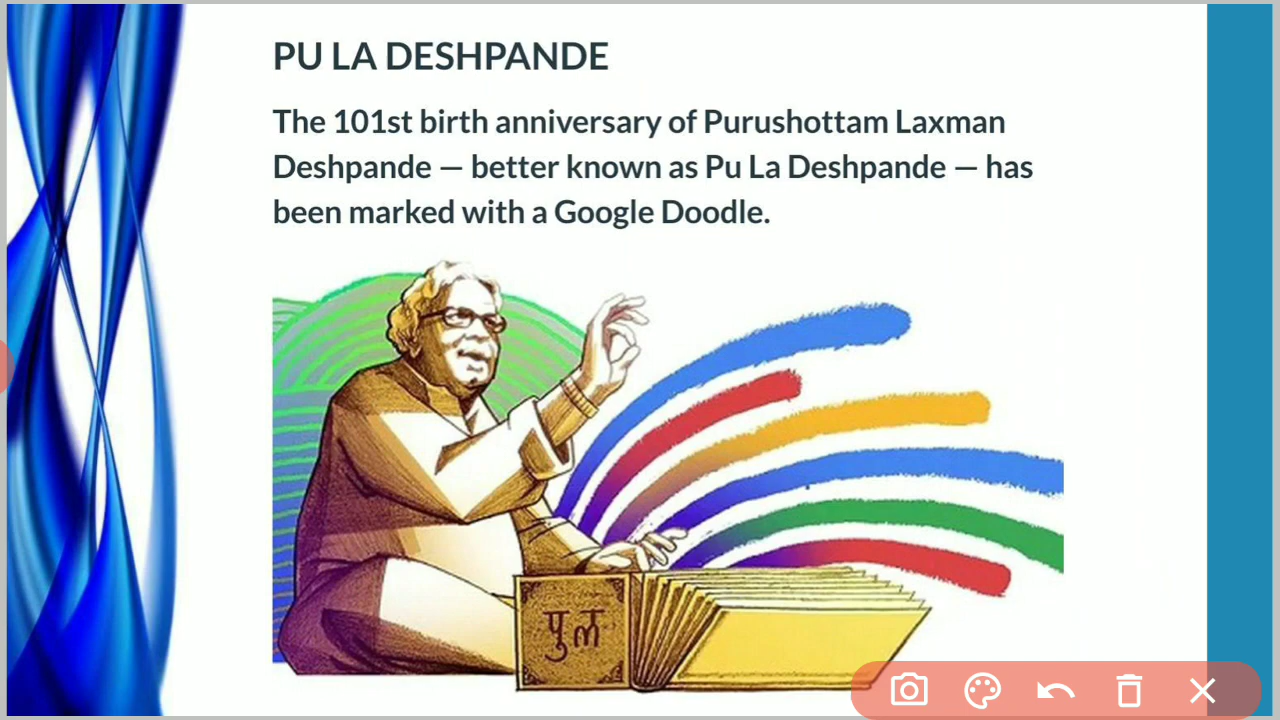 PU LA DESHPANDE
The 101st birth anniversary of Purushottam Laxman
Deshpande — better known as Pu La Deshpande — has
been marked with a Google Doodle.
पु ल